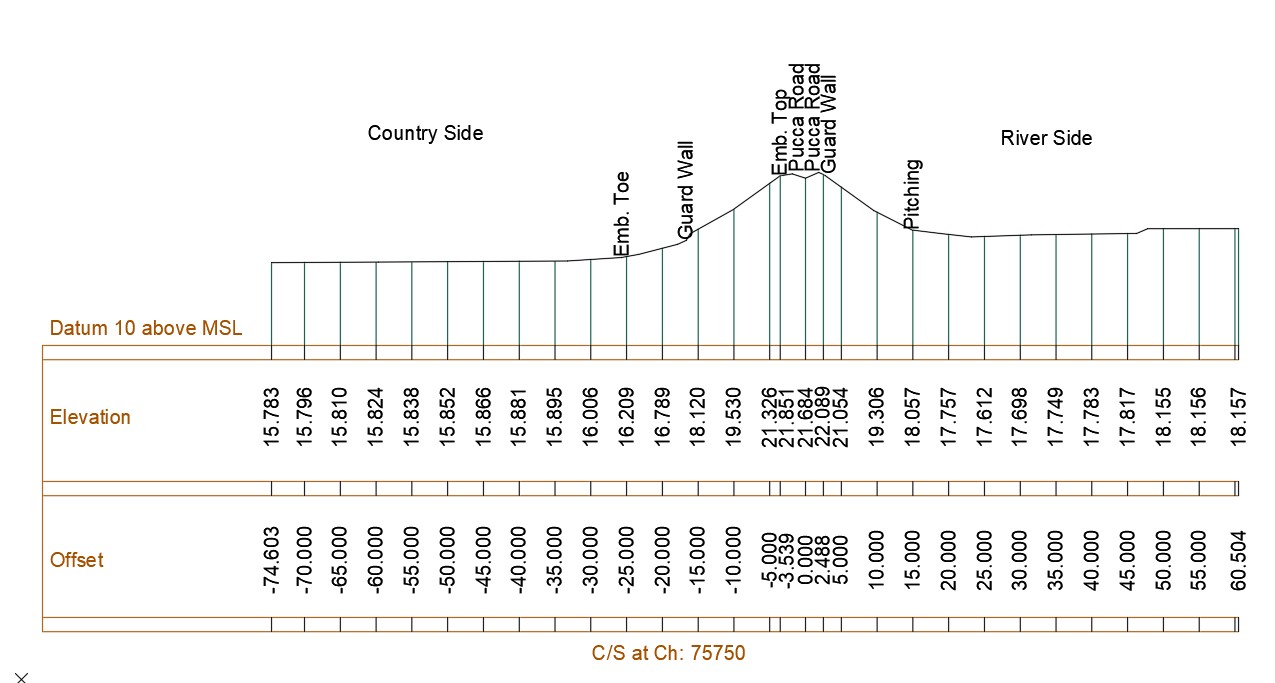 Country Side
River Side
Emb. Toe
Guard Wall
Emb. Top
Pucca Road
Pucca Road
Guard Wall
Pitching
Datum 10 above MSL
Elevation
15.783 15.796 15.810 15.824 15.838 15.852 15.866 15.881 15.895 16.006 16.209 16.789 18.120 19.530 21.326 21.851 21.684 22.089 21.054 19.306 18.057 17.757 17.612 17.698 17.749 17.783 17.817 18.155 18.156 18.157
Offset
-74.603 -70.000 -65.000 -60.000 -55.000 -50.000 -45.000 -40.000 -35.000 -30.000 -25.000 -20.000 -15.000 -10.000 -5.000 -3.539 0.000 2.488 5.000 10.000 15.000 20.000 25.000 30.000 35.000 40.000 45.000 50.000 55.000 60.504
C/S at Ch: 75750